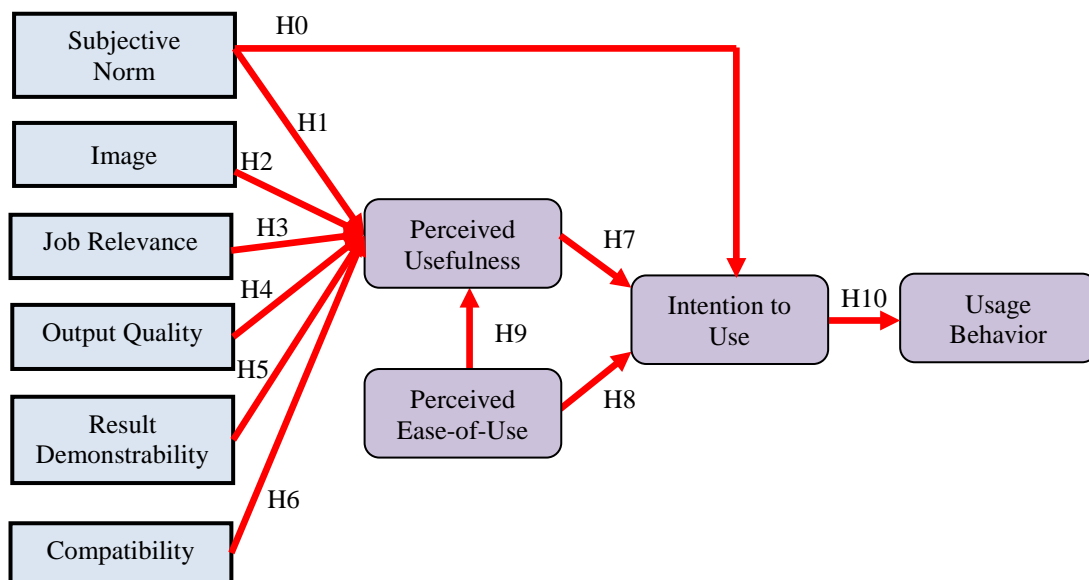 H0
Subjective
Norm
H1
Image
H2
Job Relevance
H3
Perceived
Usefulness
H7
H4
Output Quality
Intention to
Use
H10
Usage
Behavior
H9
H5
Perceived
Ease-of-Use
H8
Result
Demonstrability
H6
Compatibility